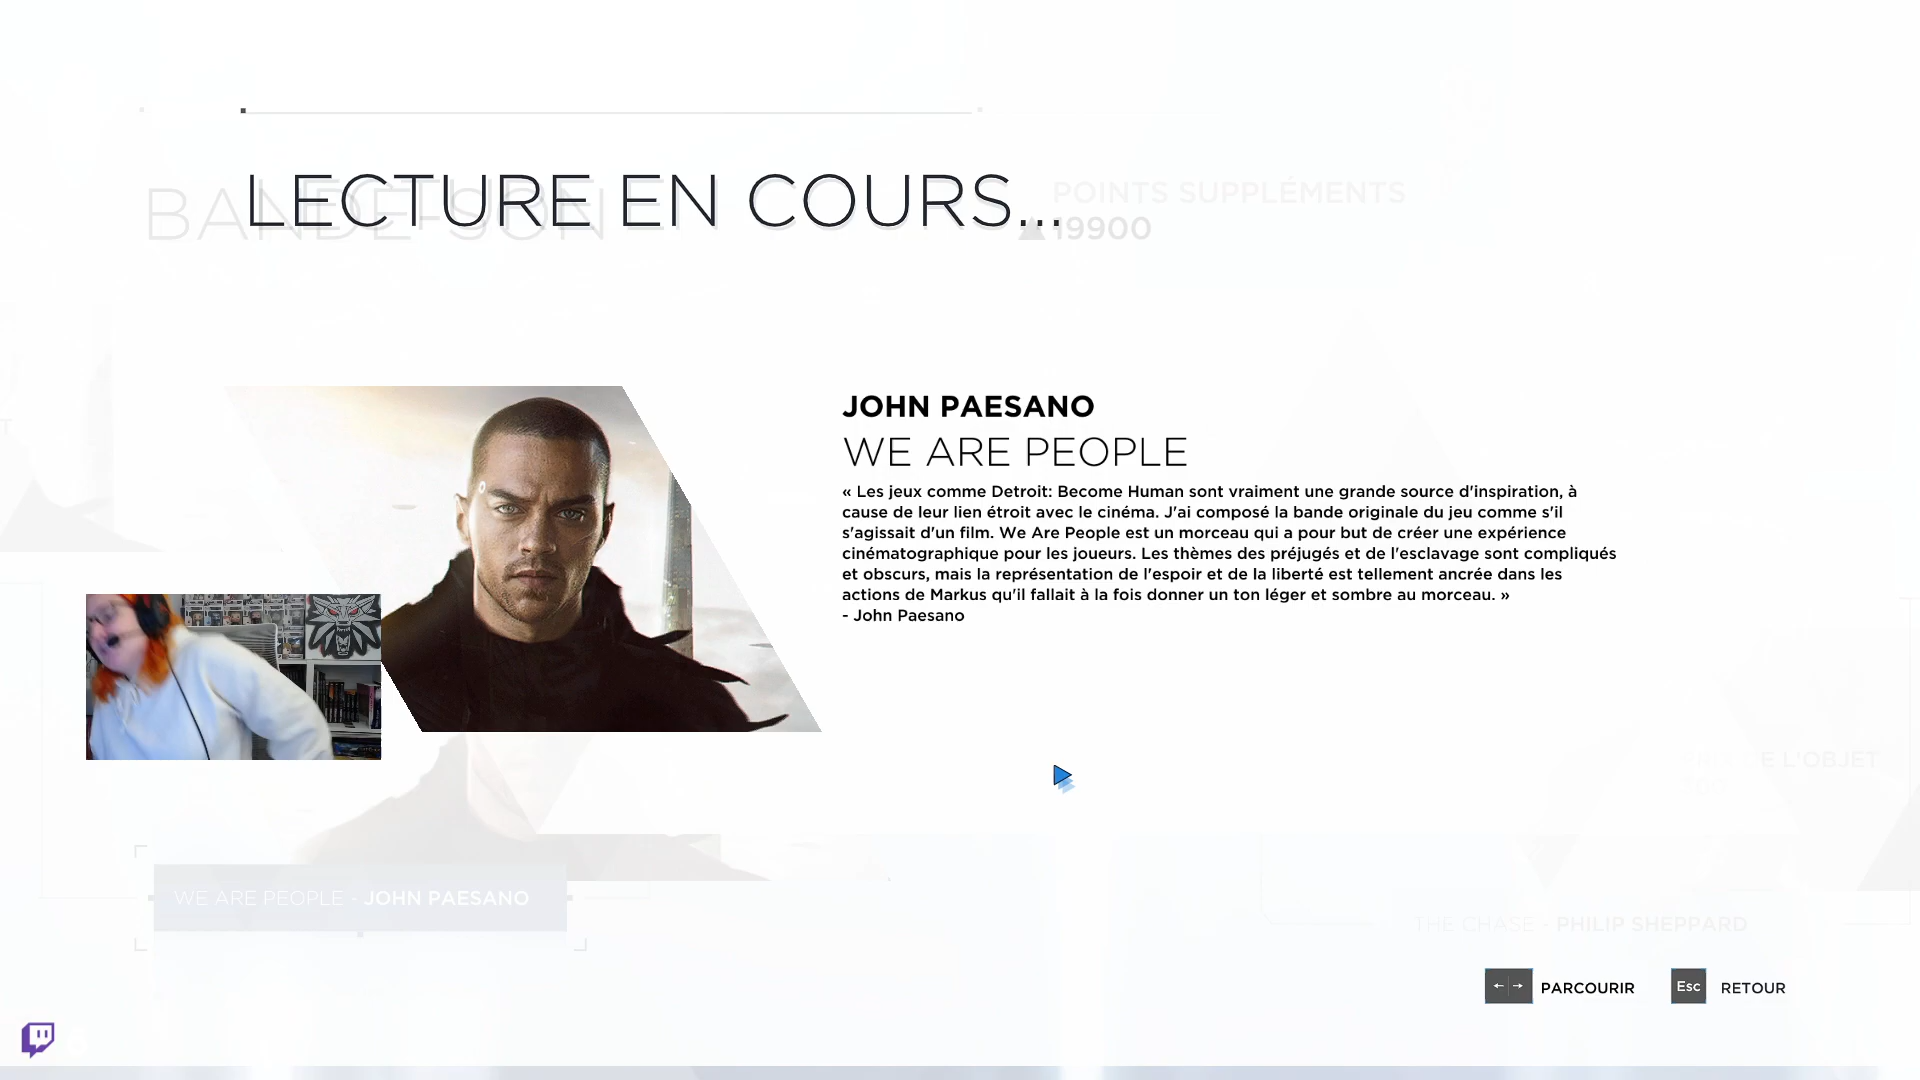 LECTURE EN COURS...
BANDE-SON
POINTS SUPPLÉMENTS
19900
JOHN PAESANO
WE ARE PEOPLE
« Les jeux comme Detroit: Become Human sont vraiment une grande source d'inspiration, à
cause de leur lien étroit avec le cinéma. J'ai composé la bande originale du jeu comme s'il
s'agissait d'un film. We Are People est un morceau qui a pour but de créer une expérience
cinématographique pour les joueurs. Les thèmes des préjugés et de l'esclavage sont compliqués
et obscurs, mais la représentation de l'espoir et de la liberté est tellement ancrée dans les
actions de Markus qu'il fallait à la fois donner un ton léger et sombre au morceau. »
- John Paesano
DE L'OBJET
WE ARE PEOPLE - JOHN PAESANO
THE CHASE - PHILIP SHEPPARD
← → PARCOURIR
Esc RETOUR